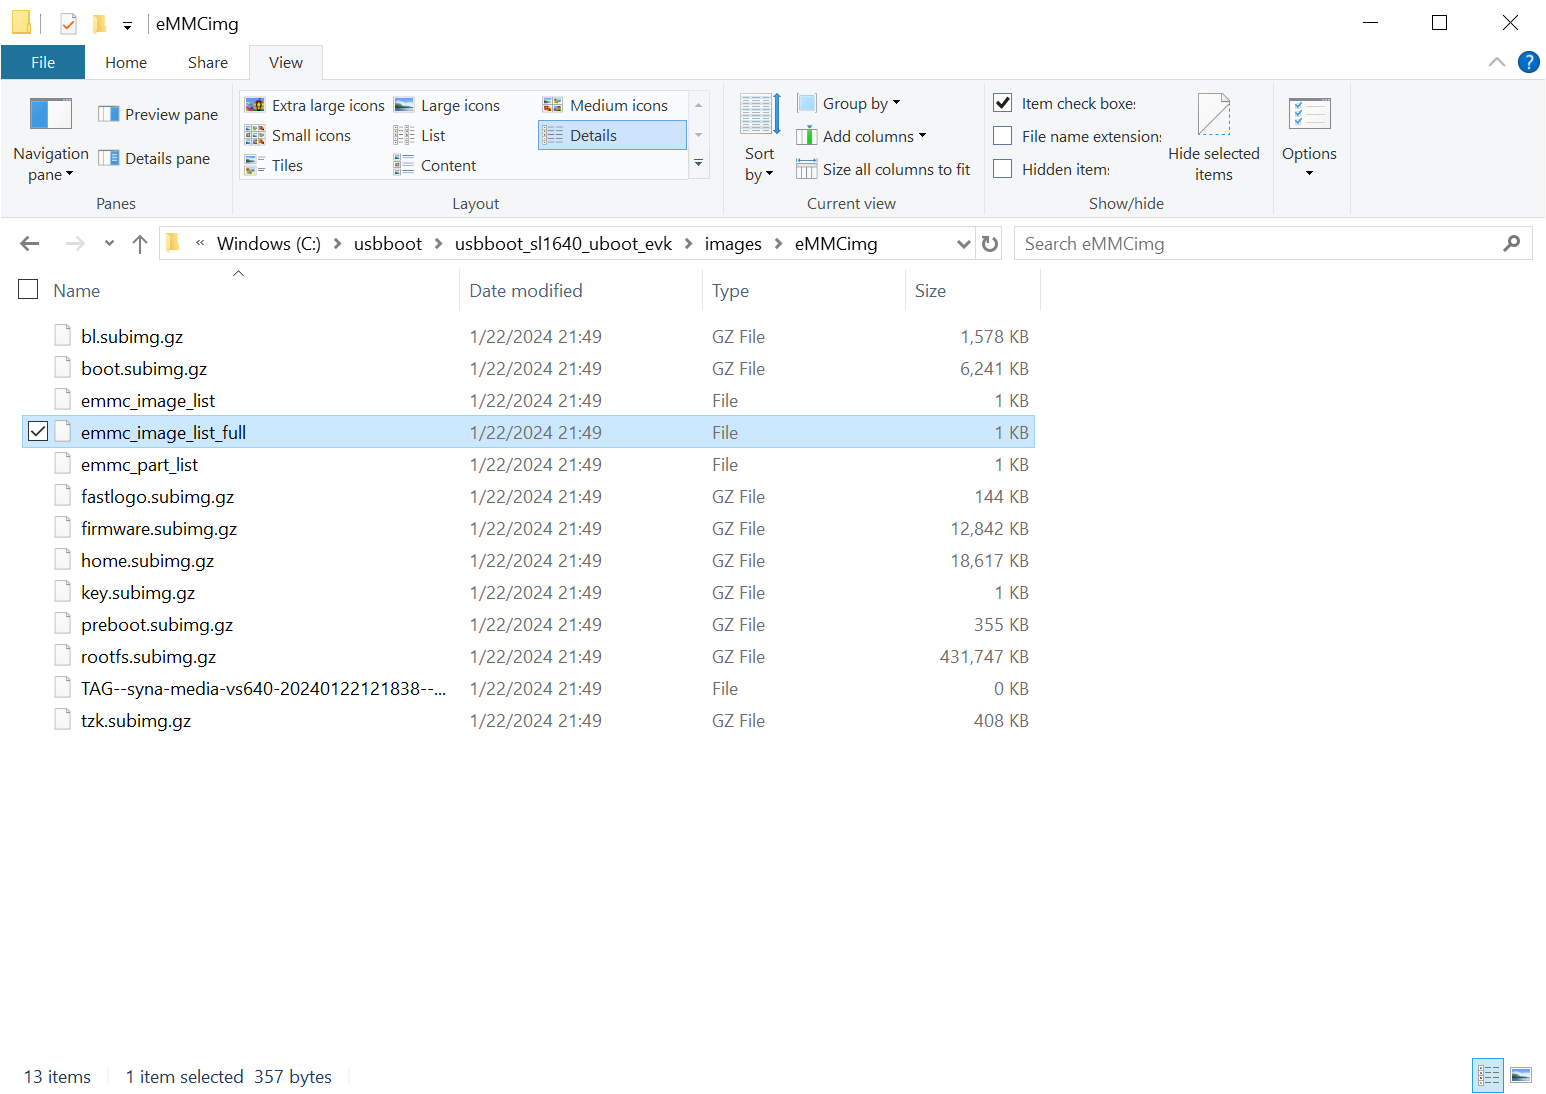 eMMCimg
File Home Share View
Navigation pane
Preview pane
Details pane
Panes
Extra large icons Large icons Medium icons
Small icons List Details
Tiles Content
Layout
Sort by
Group by
Add columns
Size all columns to fit
Current view
Item check boxes
File name extension
Hidden items
Hide selected items
Show/hide
Options
« Windows (C:) > usbboot > usbboot_sl1640_uboot_evk > images > eMMCimg
Search eMMCimg
Name Date modified Type Size
bl.subimg.gz 1/22/2024 21:49 GZ File 1,578 KB
boot.subimg.gz 1/22/2024 21:49 GZ File 6,241 KB
emmc_image_list 1/22/2024 21:49 File 1 KB
emmc_image_list_full 1/22/2024 21:49 File 1 KB
emmc_part_list 1/22/2024 21:49 File 1 KB
fastlogo.subimg.gz 1/22/2024 21:49 GZ File 144 KB
firmware.subimg.gz 1/22/2024 21:49 GZ File 12,842 KB
home.subimg.gz 1/22/2024 21:49 GZ File 18,617 KB
key.subimg.gz 1/22/2024 21:49 GZ File 1 KB
preboot.subimg.gz 1/22/2024 21:49 GZ File 355 KB
rootfs.subimg.gz 1/22/2024 21:49 GZ File 431,747 KB
TAG--syna-media-vs640-20240122121838--... 1/22/2024 21:49 File 0 KB
tzk.subimg.gz 1/22/2024 21:49 GZ File 408 KB
13 items 1 item selected 357 bytes